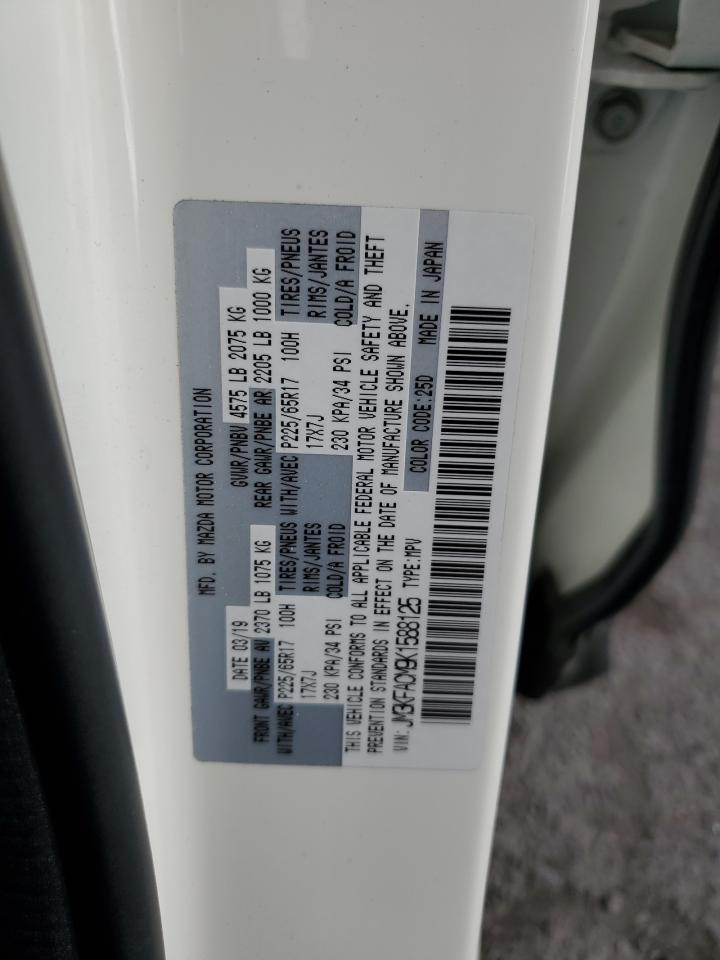 MFD. BY MAZDA MOTOR CORPORATION
DATE 03/19 GVWR/PNBV 4575 LB 2075 KG
FRONT GAWR/PNBE AV 2370 LB 1075 KG REAR GAWR/PNBE AR 2205 LB 1000 KG
WITH/AVEC P225/65R17 100H TIRES/PNEUS WITH/AVEC P225/65R17 100H TIRES/PNEUS
17X7J RIMS/JANTES 17X7J RIMS/JANTES
230 KPA/34 PSI COLD/A FROID 230 KPA/34 PSI COLD/A FROID
THIS VEHICLE CONFORMS TO ALL APPLICABLE FEDERAL MOTOR VEHICLE SAFETY AND THEFT
PREVENTION STANDARDS IN EFFECT ON THE DATE OF MANUFACTURE SHOWN ABOVE.
VIN: JM3KFACM9K1588125 TYPE:MPV COLOR CODE:25D MADE IN JAPAN